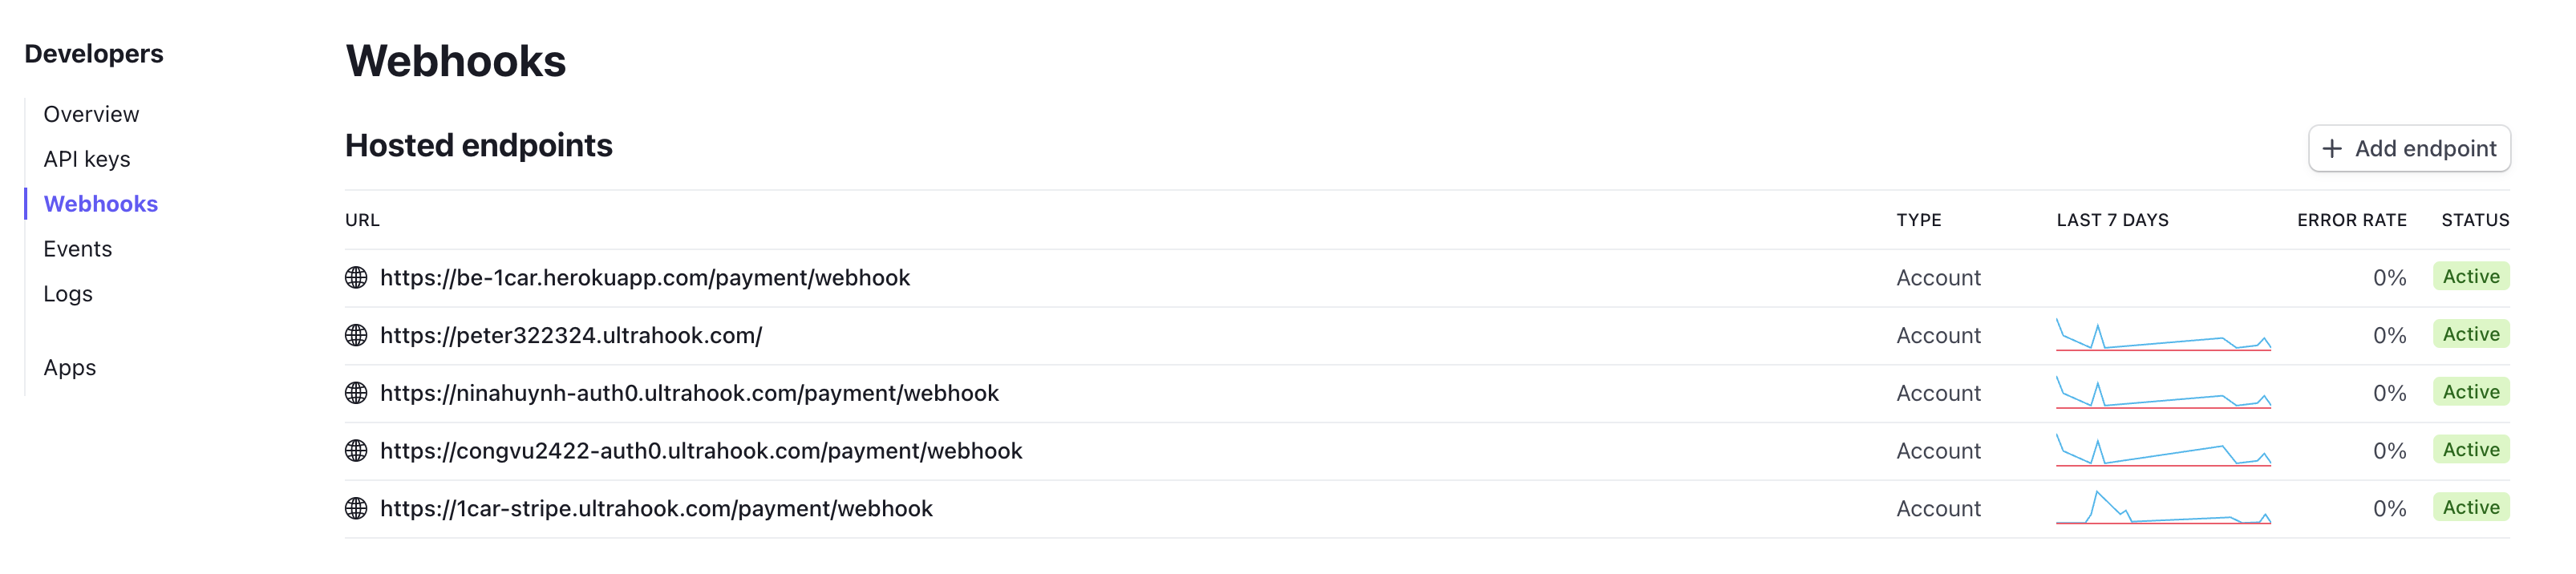 Developers
Overview
API keys
Webhooks
Events
Logs
Apps
Webhooks
Hosted endpoints
+ Add endpoint
URL TYPE LAST 7 DAYS ERROR RATE STATUS
https://be-1car.herokuapp.com/payment/webhook Account 0% Active
https://peter322324.ultrahook.com/ Account 0% Active
https://ninahuynh-auth0.ultrahook.com/payment/webhook Account 0% Active
https://congvu2422-auth0.ultrahook.com/payment/webhook Account 0% Active
https://1car-stripe.ultrahook.com/payment/webhook Account 0% Active